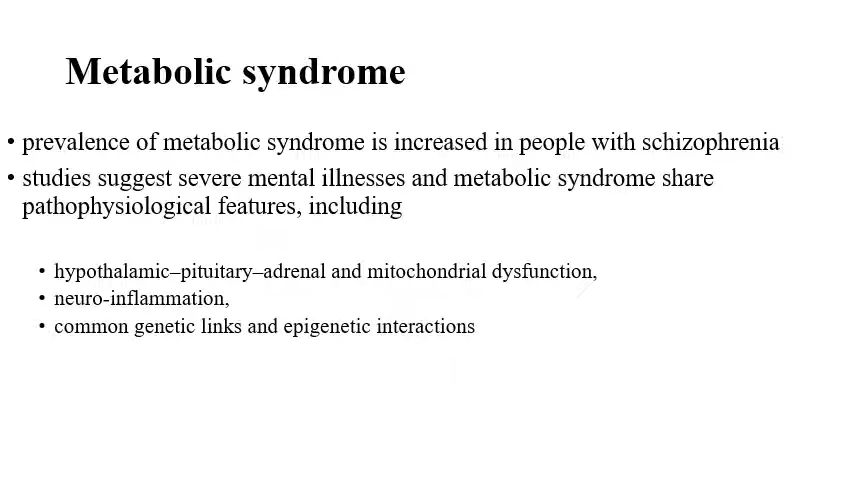 Metabolic syndrome
• prevalence of metabolic syndrome is increased in people with schizophrenia
• studies suggest severe mental illnesses and metabolic syndrome share
pathophysiological features, including
• hypothalamic–pituitary–adrenal and mitochondrial dysfunction,
• neuro-inflammation,
• common genetic links and epigenetic interactions